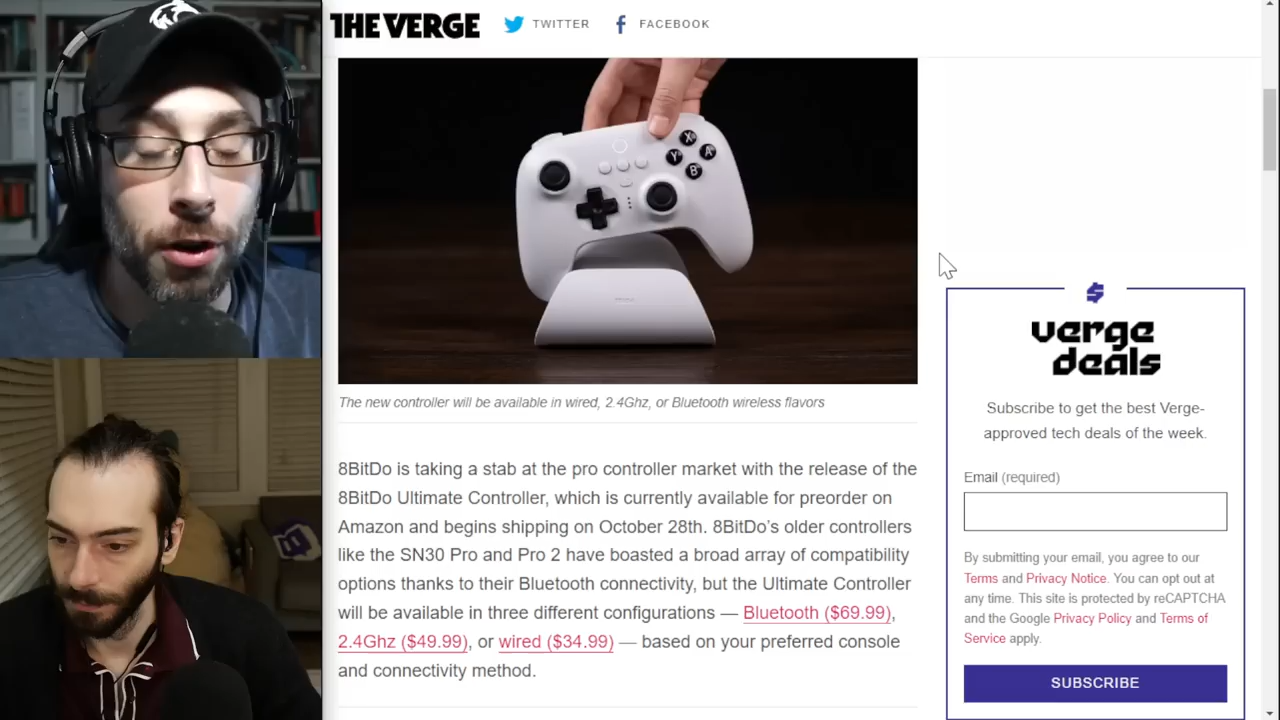 THE VERGE
TWITTER
FACEBOOK
X
Y
A
B
The new controller will be available in wired, 2.4Ghz, or Bluetooth wireless flavors
8BitDo is taking a stab at the pro controller market with the release of the
8BitDo Ultimate Controller, which is currently available for preorder on
Amazon and begins shipping on October 28th. 8BitDo's older controllers
like the SN30 Pro and Pro 2 have boasted a broad array of compatibility
options thanks to their Bluetooth connectivity, but the Ultimate Controller
will be available in three different configurations — Bluetooth ($69.99),
2.4Ghz ($49.99), or wired ($34.99) — based on your preferred console
and connectivity method.
verge
deals
Subscribe to get the best Verge-
approved tech deals of the week.
Email (required)
By submitting your email, you agree to our
Terms and Privacy Notice. You can opt out at
any time. This site is protected by reCAPTCHA
and the Google Privacy Policy and Terms of
Service apply.
SUBSCRIBE